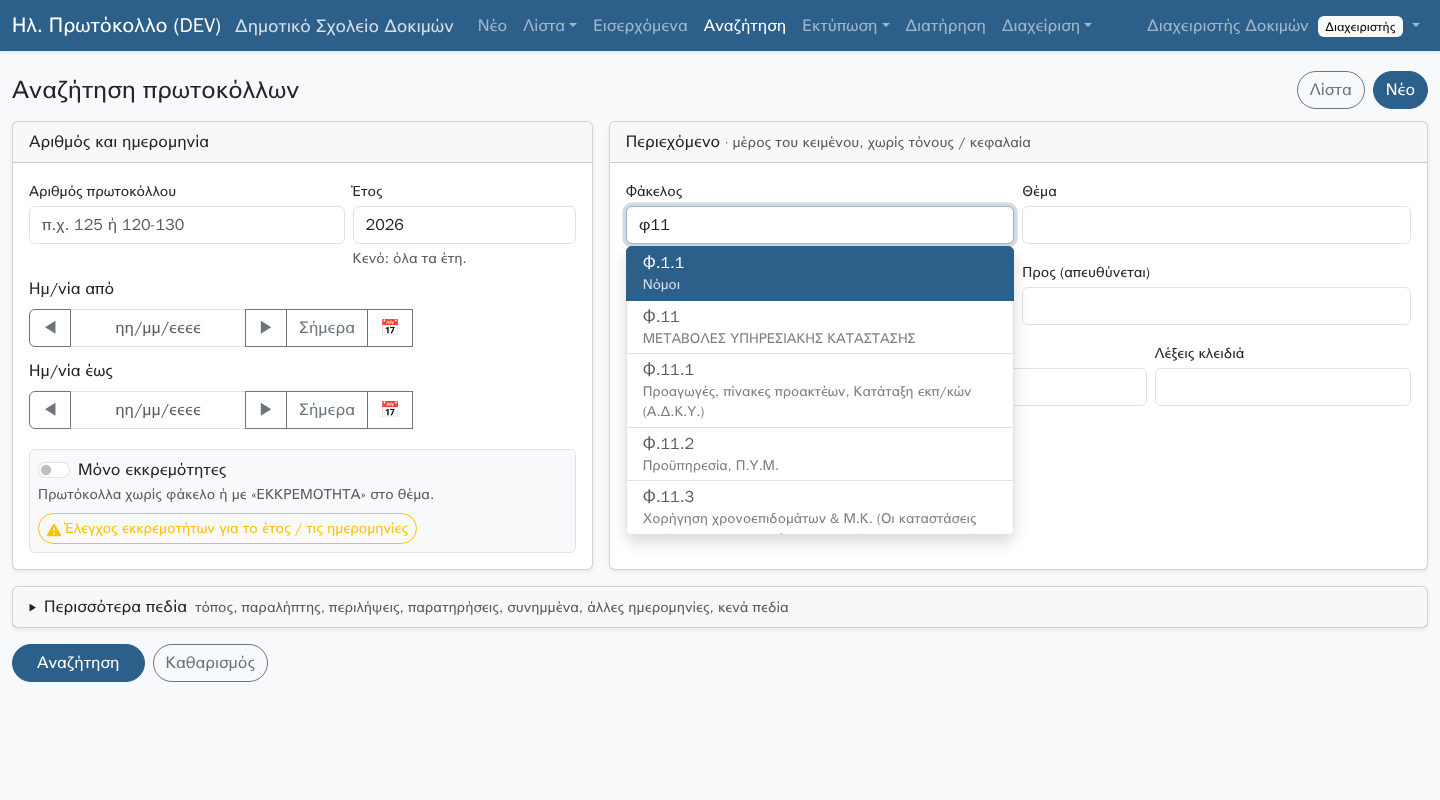 Ηλ. Πρωτόκολλο (DEV) Δημοτικό Σχολείο Δοκιμών Νέο Λίστα Εισερχόμενα Αναζήτηση Εκτύπωση Διατήρηση Διαχείριση Διαχειριστής Δοκιμών Διαχειριστής
Αναζήτηση πρωτοκόλλων
Λίστα Νέο
Αριθμός και ημερομηνία
Αριθμός πρωτοκόλλου Έτος
π.χ. 125 ή 120-130 2026
Κενό: όλα τα έτη.
Ημ/νία από
◀ ηη/μμ/εεεε ▶ Σήμερα
Ημ/νία έως
◀ ηη/μμ/εεεε ▶ Σήμερα
Μόνο εκκρεμότητες
Πρωτόκολλα χωρίς φάκελο ή με «ΕΚΚΡΕΜΟΤΗΤΑ» στο θέμα.
Έλεγχος εκκρεμοτήτων για το έτος / τις ημερομηνίες
Περιεχόμενο · μέρος του κειμένου, χωρίς τόνους / κεφαλαία
Φάκελος Θέμα
φ11
Φ.1.1
Νόμοι
Φ.11
ΜΕΤΑΒΟΛΕΣ ΥΠΗΡΕΣΙΑΚΗΣ ΚΑΤΑΣΤΑΣΗΣ
Φ.11.1
Προαγωγές, πίνακες προακτέων, Κατάταξη εκπ/κών
(Α.Δ.Κ.Υ.)
Φ.11.2
Προϋπηρεσία, Π.Υ.Μ.
Φ.11.3
Χορήγηση χρονοεπιδομάτων & Μ.Κ. (Οι καταστάσεις
Προς (απευθύνεται)
Λέξεις κλειδιά
Περισσότερα πεδία τόπος, παραλήπτης, περιλήψεις, παρατηρήσεις, συνημμένα, άλλες ημερομηνίες, κενά πεδία
Αναζήτηση Καθαρισμός